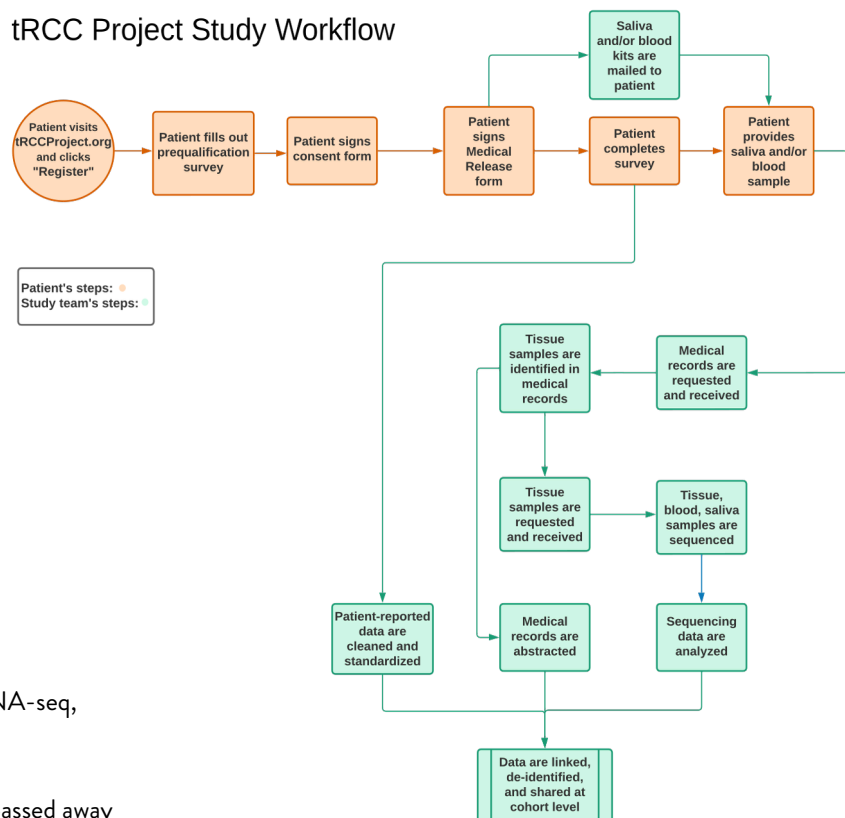 tRCC Project Study Workflow
Saliva
and/or blood
kits are
mailed to
patient
Patient visits
tRCCProject.org
and clicks
"Register"
Patient fills out
prequalification
survey
Patient signs
consent form
Patient
signs
Medical
Release
form
Patient
completes
survey
Patient
provides
saliva and/or
blood
sample
Patient's steps:
Study team's steps:
Tissue
samples are
identified in
medical
records
Medical
records are
requested
and received
Tissue
samples are
requested
and received
Tissue,
blood, saliva
samples are
sequenced
Patient-reported
data are
cleaned and
standardized
Medical
records are
abstracted
Sequencing
data are
analyzed
NA-seq,
Data are linked,
de-identified,
and shared at
cohort level
assed away